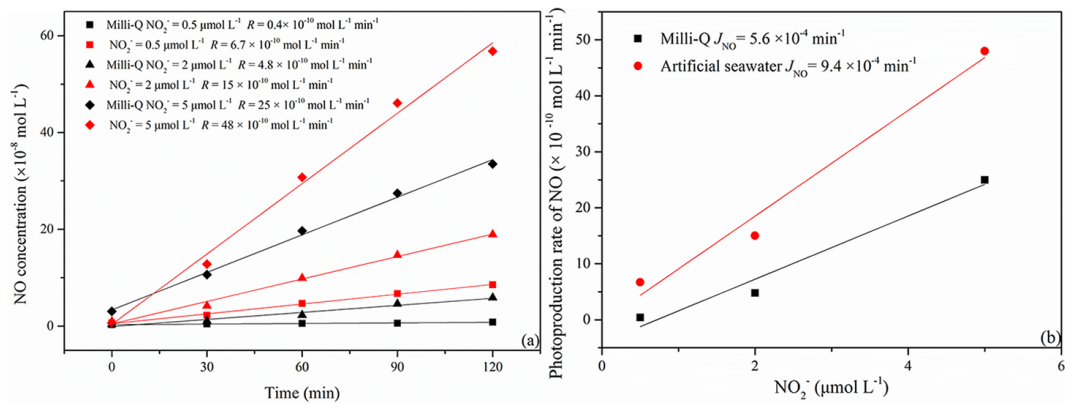 Milli-Q NO₂⁻ = 0.5 μmol L⁻¹ R = 0.4× 10⁻¹⁰ mol L⁻¹ min⁻¹
NO₂⁻ = 0.5 μmol L⁻¹ R = 6.7 × 10⁻¹⁰ mol L⁻¹ min⁻¹
Milli-Q NO₂⁻ = 2 μmol L⁻¹ R = 4.8 × 10⁻¹⁰ mol L⁻¹ min⁻¹
NO₂⁻ = 2 μmol L⁻¹ R = 15 × 10⁻¹⁰ mol L⁻¹ min⁻¹
Milli-Q NO₂⁻ = 5 μmol L⁻¹ R = 25 × 10⁻¹⁰ mol L⁻¹ min⁻¹
NO₂⁻ = 5 μmol L⁻¹ R = 48 × 10⁻¹⁰ mol L⁻¹ min⁻¹
NO concentration (×10⁻⁸ mol L⁻¹)
60
40
20
0
0 30 60 90 120
Time (min)
(a)
Milli-Q J_NO = 5.6 ×10⁻⁴ min⁻¹
Artificial seawater J_NO = 9.4 ×10⁻⁴ min⁻¹
Photoproduction rate of NO (× 10⁻¹⁰ mol L⁻¹ min⁻¹)
50
40
30
20
10
0
0 2 4 6
NO₂⁻ (μmol L⁻¹)
(b)